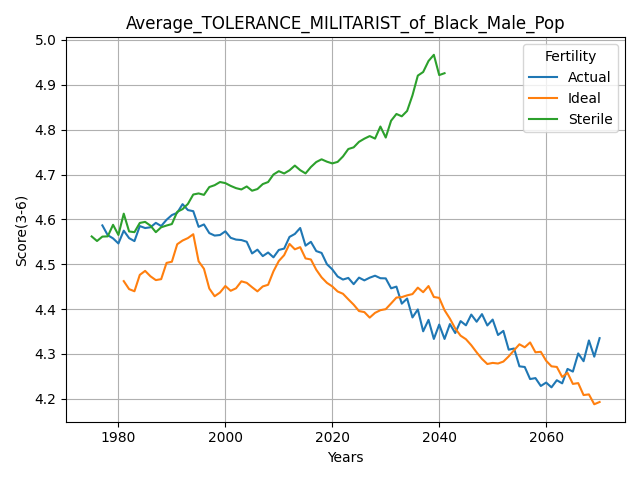 Average_TOLERANCE_MILITARIST_of_Black_Male_Pop
Fertility
Actual
Ideal
Sterile
Score(3-6)
5.0
4.9
4.8
4.7
4.6
4.5
4.4
4.3
4.2
1980 2000 2020 2040 2060
Years